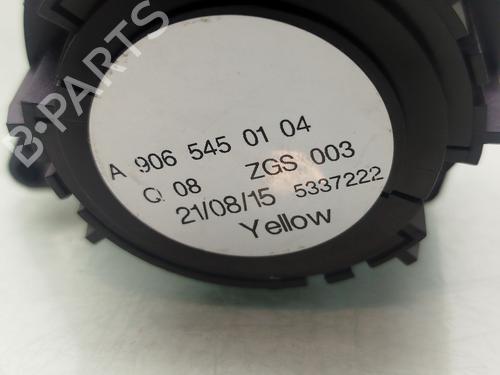 B-PARTS
A 906 545 01 04
Q 08 ZGS 003
21/08/15 5337222
Yellow